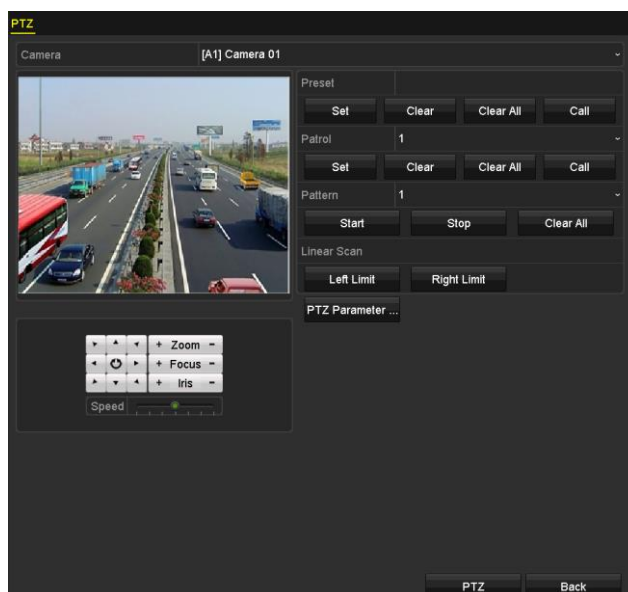 PTZ
Camera [A1] Camera 01
Preset
Set Clear Clear All Call
Patrol 1
Set Clear Clear All Call
Pattern 1
Start Stop Clear All
Linear Scan
Left Limit Right Limit
PTZ Parameter ...
+ Zoom -
+ Focus -
+ Iris -
Speed
PTZ Back